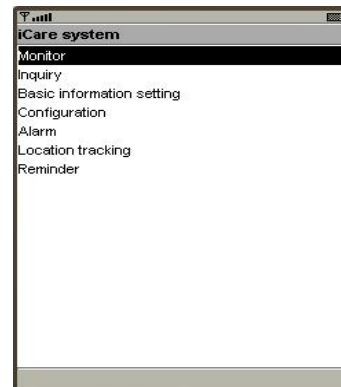 iCare system
Monitor
Inquiry
Basic information setting
Configuration
Alarm
Location tracking
Reminder